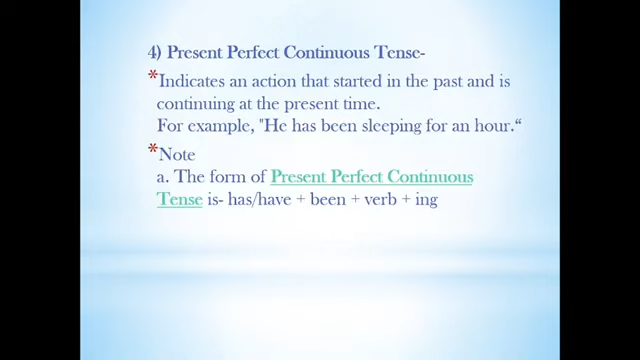 4) Present Perfect Continuous Tense-
*Indicates an action that started in the past and is
continuing at the present time.
For example, "He has been sleeping for an hour.“
*Note
a. The form of Present Perfect Continuous
Tense is- has/have + been + verb + ing